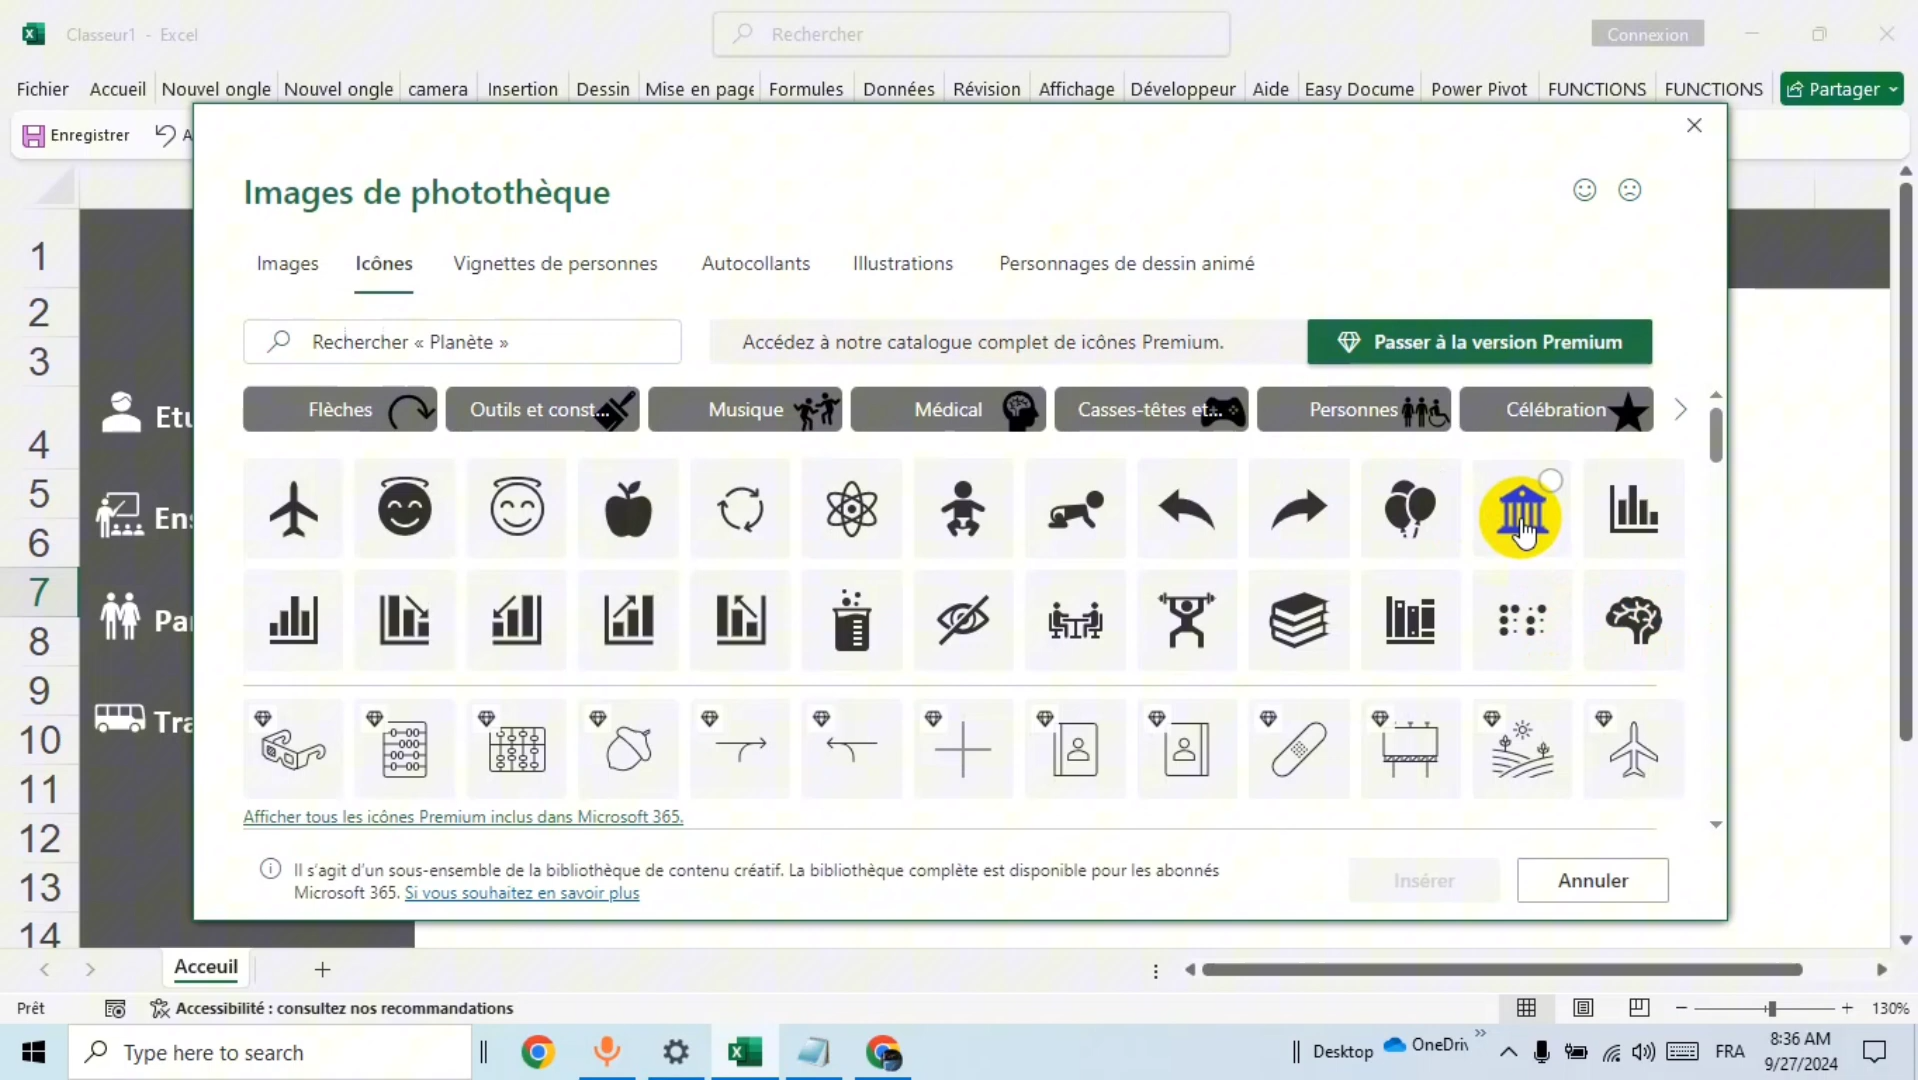 Classeur1 - Excel
Rechercher
Connexion
Fichier Accueil Nouvel ongle Nouvel ongle camera Insertion Dessin Mise en page Formules Données Révision Affichage Développeur Aide Easy Docume Power Pivot FUNCTIONS FUNCTIONS Partager
Enregistrer A
Images de photothèque
Images Icônes Vignettes de personnes Autocollants Illustrations Personnages de dessin animé
Rechercher « Planète »
Accédez à notre catalogue complet de icônes Premium.
Passer à la version Premium
Flèches Outils et const... Musique Médical Casses-têtes et... Personnes Célébration
1
2
3
4
5
6
7
8
9
10
11
12
13
14
Etu
Ens
Par
Tra
Afficher tous les icônes Premium inclus dans Microsoft 365.
Il s'agit d'un sous-ensemble de la bibliothèque de contenu créatif. La bibliothèque complète est disponible pour les abonnés
Microsoft 365. Si vous souhaitez en savoir plus
Insérer Annuler
Acceuil
Prêt Accessibilité : consultez nos recommandations
130%
Type here to search
Desktop OneDriv
FRA
8:36 AM
9/27/2024